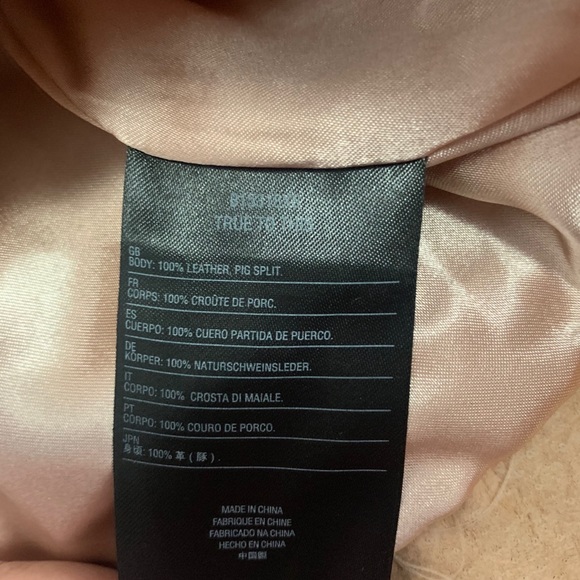 TRUE TO
GB
BODY: 100% LEATHER, PIG SPLIT.
FR
CORPS: 100% CROÛTE DE PORC.
ES
CUERPO: 100% CUERO PARTIDA DE PUERCO.
DE
KÖRPER: 100% NATURSCHWEINSLEDER.
IT
CORPO: 100% CROSTA DI MAIALE.
PT
CORPO: 100% COURO DE PORCO.
JPN
身頃: 100% 革 ( 豚 ) .
MADE IN CHINA
FABRIQUE EN CHINE
FABRICADO NA CHINA
HECHO EN CHINA
中国製